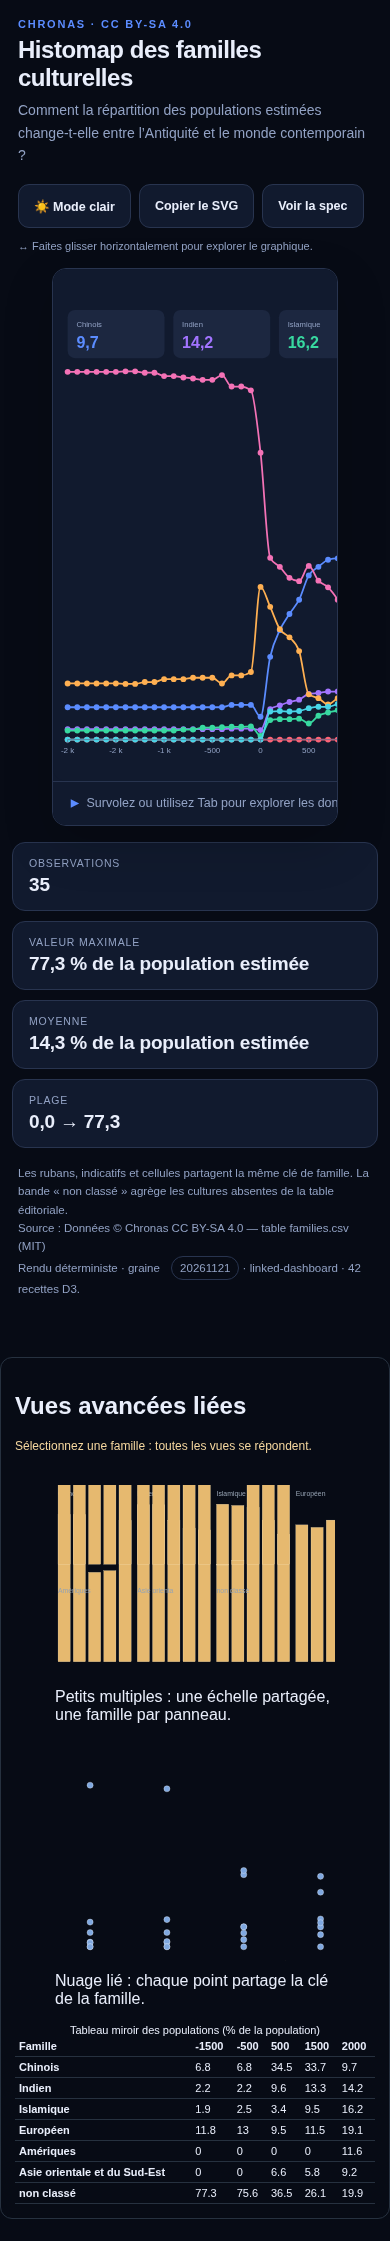 CHRONAS · CC BY-SA 4.0
Histomap des familles
culturelles
Comment la répartition des populations estimées
change-t-elle entre l’Antiquité et le monde contemporain
?
☀️ Mode clair
Copier le SVG
Voir la spec
↔ Faites glisser horizontalement pour explorer le graphique.
Chinois
9,7
Indien
14,2
Islamique
16,2
-2 k -2 k -1 k -500 0 500
▶ Survolez ou utilisez Tab pour explorer les don
OBSERVATIONS
35
VALEUR MAXIMALE
77,3 % de la population estimée
MOYENNE
14,3 % de la population estimée
PLAGE
0,0 → 77,3
Les rubans, indicatifs et cellules partagent la même clé de famille. La
bande « non classé » agrège les cultures absentes de la table
éditoriale.
Source : Données © Chronas CC BY-SA 4.0 — table families.csv
(MIT)
Rendu déterministe · graine 20261121 · linked-dashboard · 42
recettes D3.
Vues avancées liées
Sélectionnez une famille : toutes les vues se répondent.
Islamique
Européen
Petits multiples : une échelle partagée,
une famille par panneau.
Nuage lié : chaque point partage la clé
de la famille.
Tableau miroir des populations (% de la population)
Famille -1500 -500 500 1500 2000
Chinois 6.8 6.8 34.5 33.7 9.7
Indien 2.2 2.2 9.6 13.3 14.2
Islamique 1.9 2.5 3.4 9.5 16.2
Européen 11.8 13 9.5 11.5 19.1
Amériques 0 0 0 0 11.6
Asie orientale et du Sud-Est 0 0 6.6 5.8 9.2
non classé 77.3 75.6 36.5 26.1 19.9